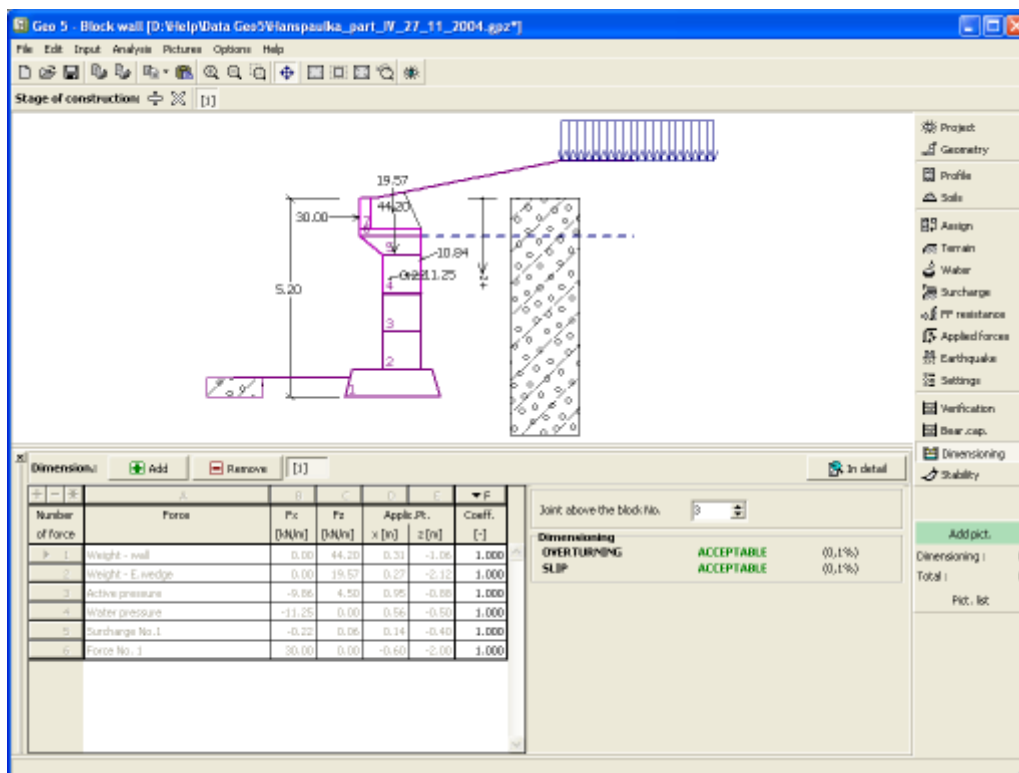 Geo 5 - Block wall [D:\Help\Data Geo5\Hanspaulka_part_IV_27_11_2004.gpz*]
File Edit Input Analysis Pictures Options Help
Stage of construction: [1]
19.57
44.20
30.00
10.84
0.22 11.25
5.20
+z
7
6
5
4
3
2
1
Project
Geometry
Profile
Soils
Assign
Terrain
Water
Surcharge
FF resistance
Applied forces
Earthquake
Settings
Verification
Bear.cap.
Dimensioning
Stability
Add pict.
Dimensioning :
Total :
Pict. list
Dimension.: Add Remove [1] In detail
A B C D E F
Number of force Force Px [kN/m] Pz [kN/m] Applic.Pt. x [m] z [m] Coeff. [-]
1 Weight - wall 0.00 44.20 0.31 -1.06 1.000
2 Weight - E.wedge 0.00 19.57 0.27 -2.12 1.000
3 Active pressure -9.86 4.50 0.95 -0.88 1.000
4 Water pressure -11.25 0.00 0.56 -0.50 1.000
5 Surcharge No.1 -0.22 0.06 0.14 -0.40 1.000
6 Force No. 1 30.00 0.00 -0.60 -2.00 1.000
Joint above the block No. 3
Dimensioning
OVERTURNING ACCEPTABLE (0,1%)
SLIP ACCEPTABLE (0,1%)